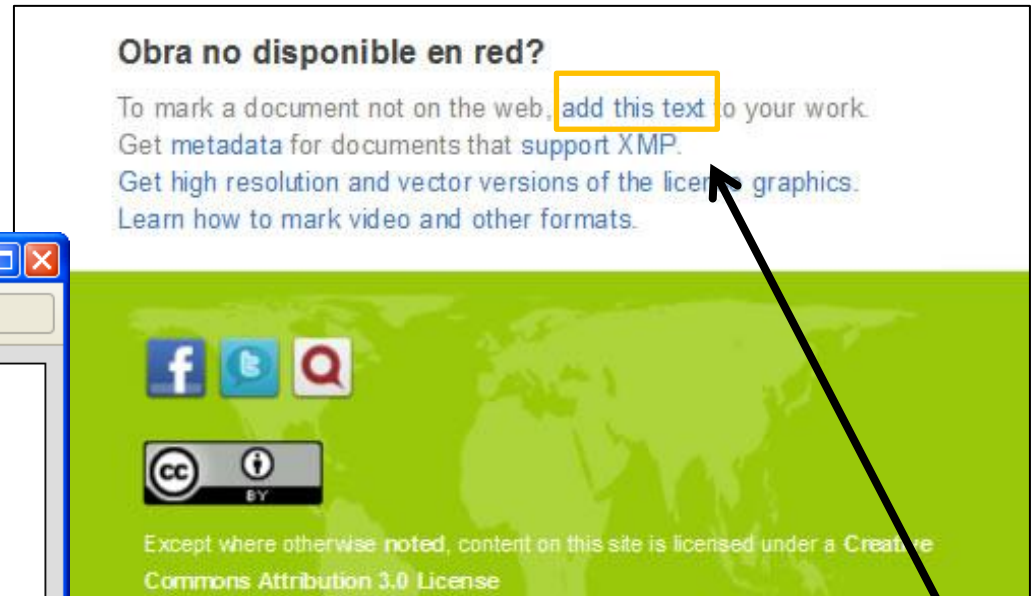 Obra no disponible en red?
To mark a document not on the web, add this text to your work.
Get metadata for documents that support XMP.
Get high resolution and vector versions of the license graphics.
Learn how to mark video and other formats.
f t Q
cc
BY
Except where otherwise noted, content on this site is licensed under a Creative
Commons Attribution 3.0 License